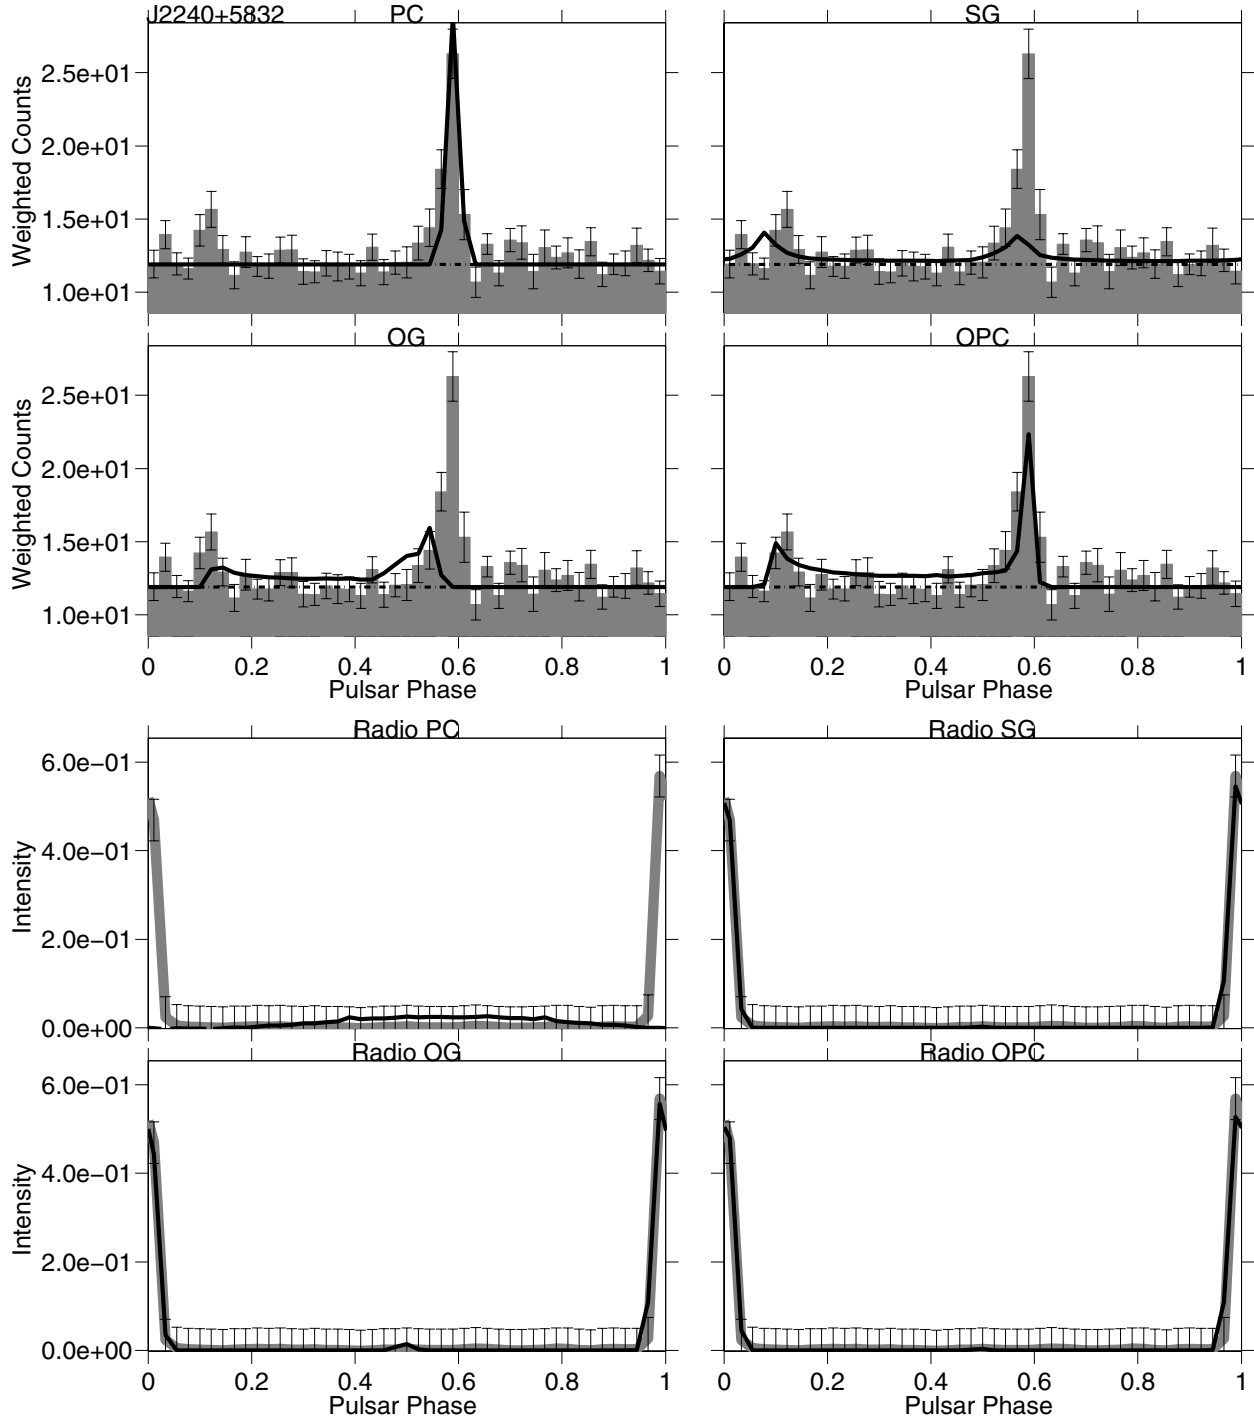 J2240+5832 PC SG
2.5e+01
2.0e+01
1.5e+01
1.0e+01
Weighted Counts
OG OPC
2.5e+01
2.0e+01
1.5e+01
1.0e+01
Weighted Counts
0 0.2 0.4 0.6 0.8 1 0 0.2 0.4 0.6 0.8 1
Pulsar Phase Pulsar Phase
Radio PC Radio SG
6.0e−01
4.0e−01
2.0e−01
0.0e+00
Intensity
Radio OG Radio OPC
6.0e−01
4.0e−01
2.0e−01
0.0e+00
Intensity
0 0.2 0.4 0.6 0.8 1 0 0.2 0.4 0.6 0.8 1
Pulsar Phase Pulsar Phase